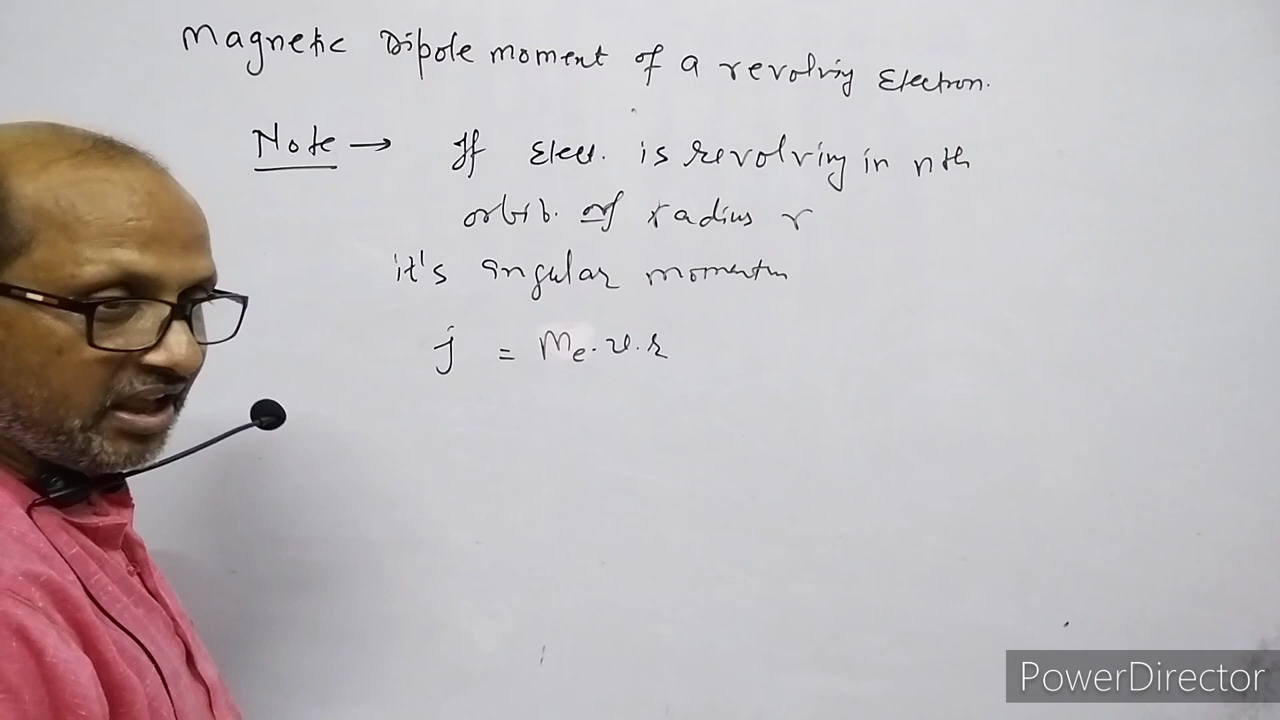 Magnetic Dipole moment of a revolving Electron.
Note → If Elect. is revolving in nth
orbit. of radius r
it's angular momentum
j = Me.v.r
PowerDirector